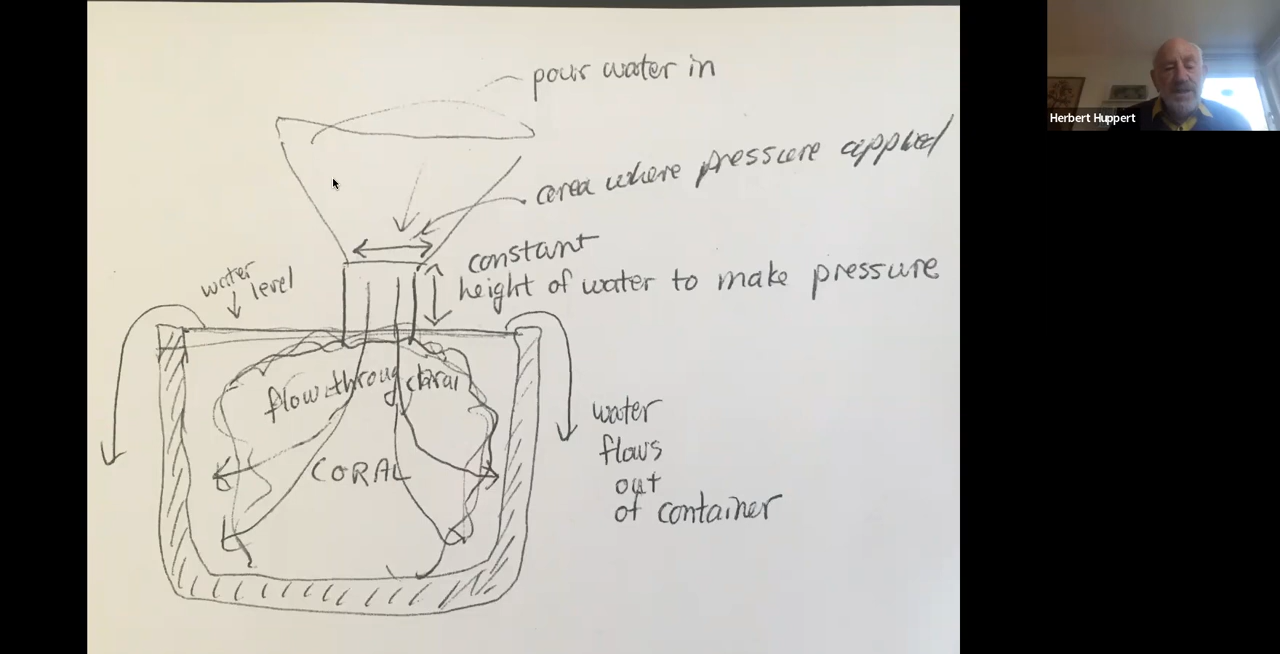 pour water in
Herbert Huppert
area where pressure applied
constant
height of water to make pressure
water
level
flow through coral
CORAL
water
flows
out
of container